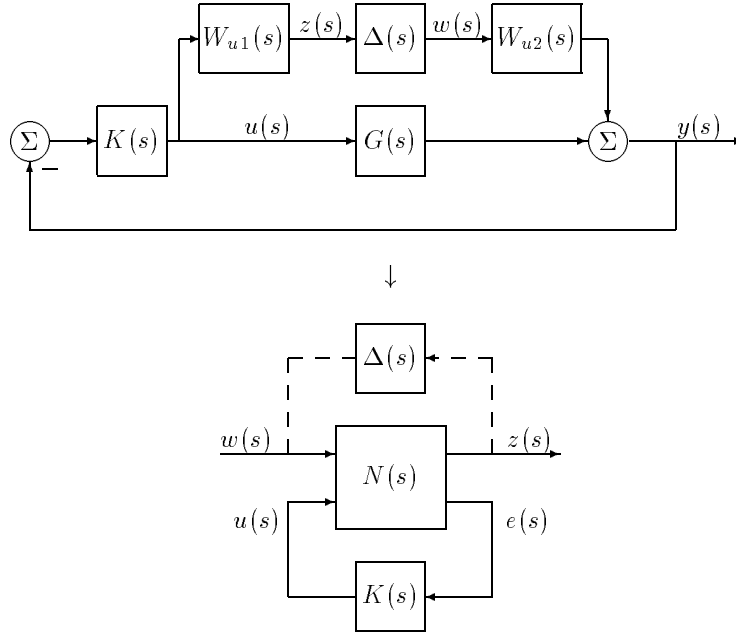 W_{u1}(s) z(s) Δ(s) w(s) W_{u2}(s)
Σ K(s) u(s) G(s) Σ y(s)
−
↓
Δ(s)
w(s) z(s)
N(s)
u(s) e(s)
K(s)